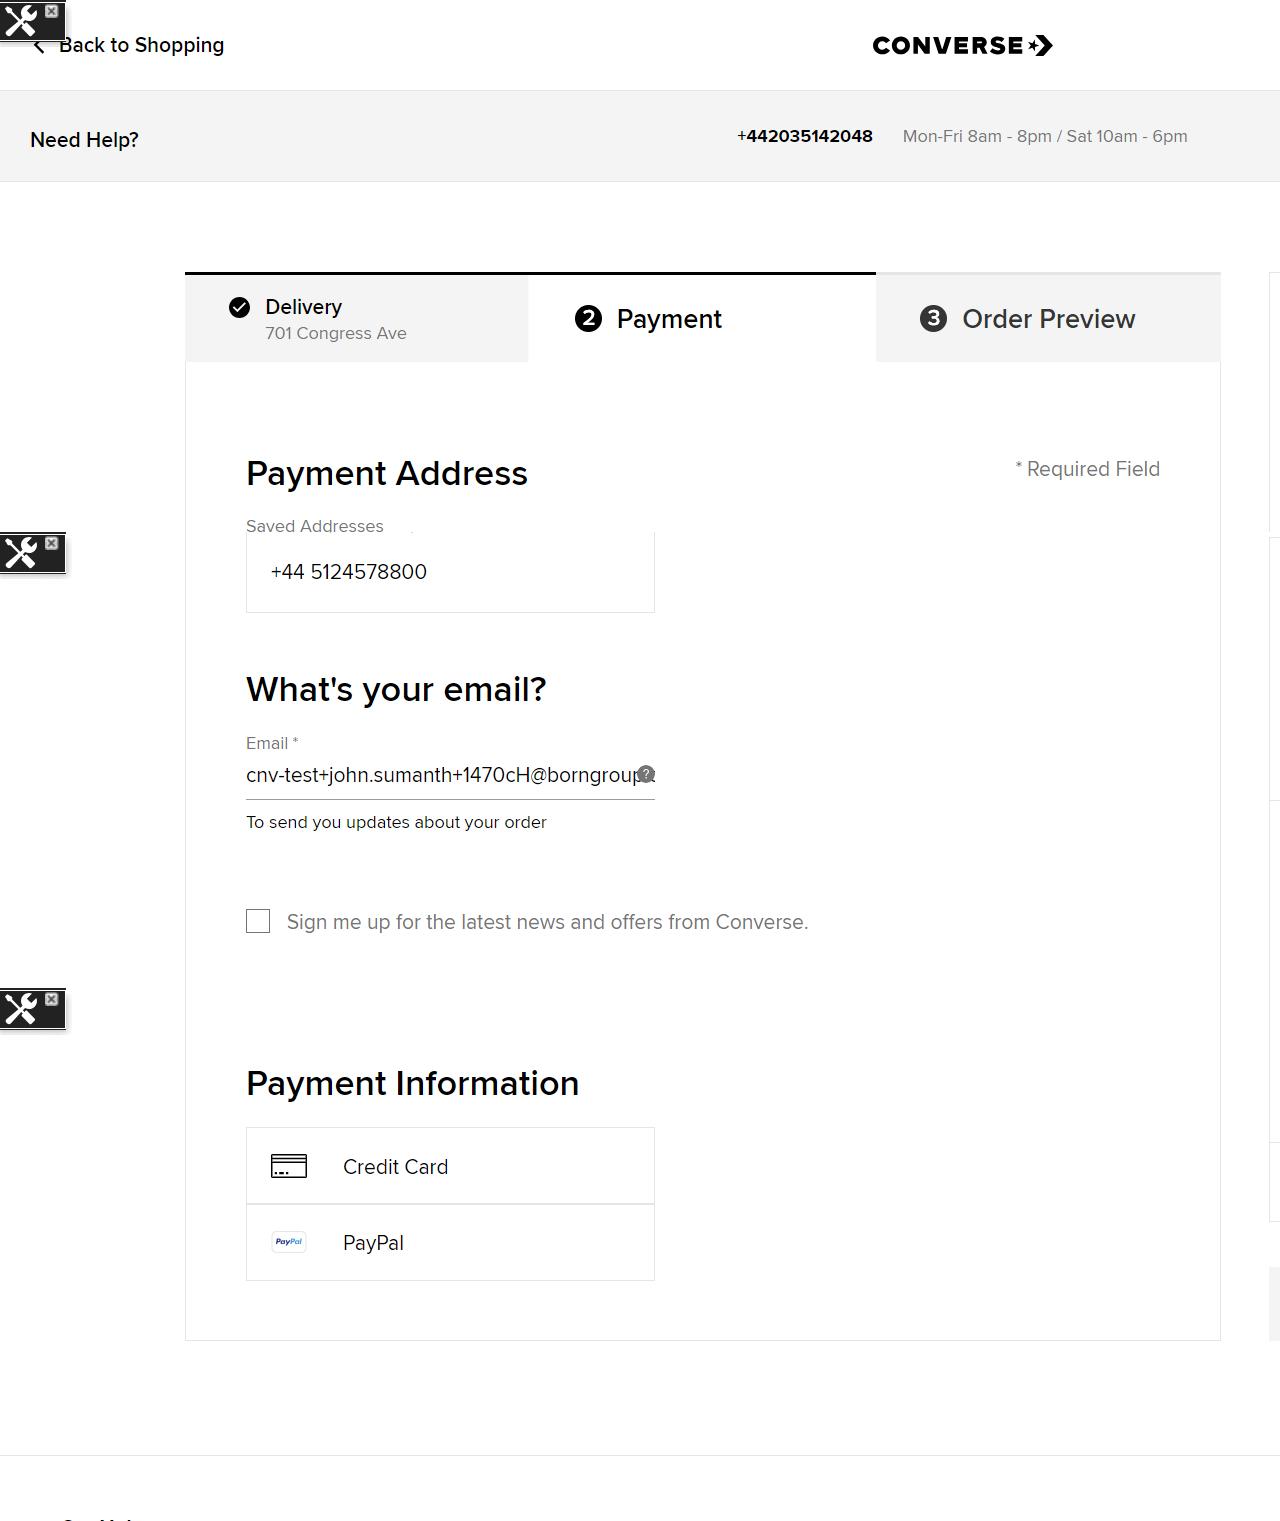 Back to Shopping
CONVERSE
Need Help?
+442035142048 Mon-Fri 8am - 8pm / Sat 10am - 6pm
Delivery
701 Congress Ave
2 Payment
3 Order Preview
Payment Address
* Required Field
Saved Addresses
+44 5124578800
What's your email?
Email *
cnv-test+john.sumanth+1470cH@borngroup
?
To send you updates about your order
Sign me up for the latest news and offers from Converse.
Payment Information
Credit Card
PayPal PayPal